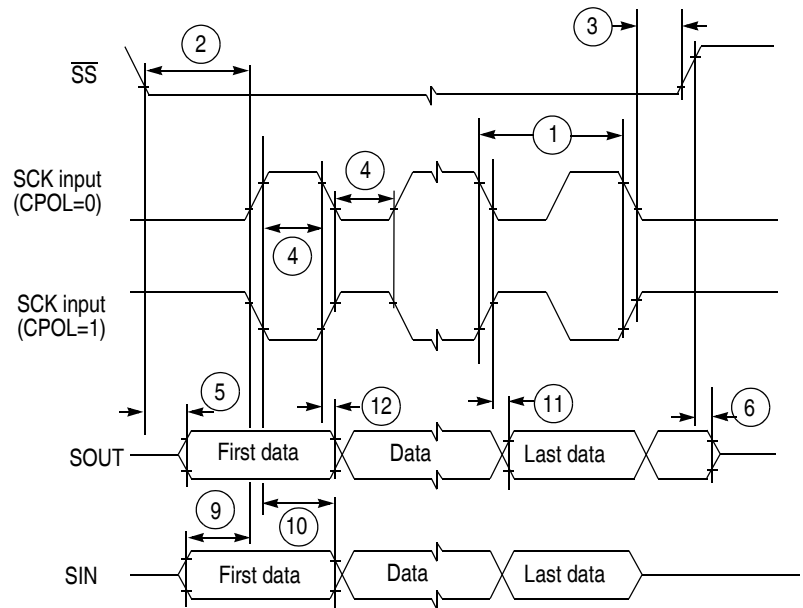 2
3
SS
1
SCK input
(CPOL=0)
4
4
SCK input
(CPOL=1)
5
12
11
6
SOUT
First data
Data
Last data
9
10
SIN
First data
Data
Last data